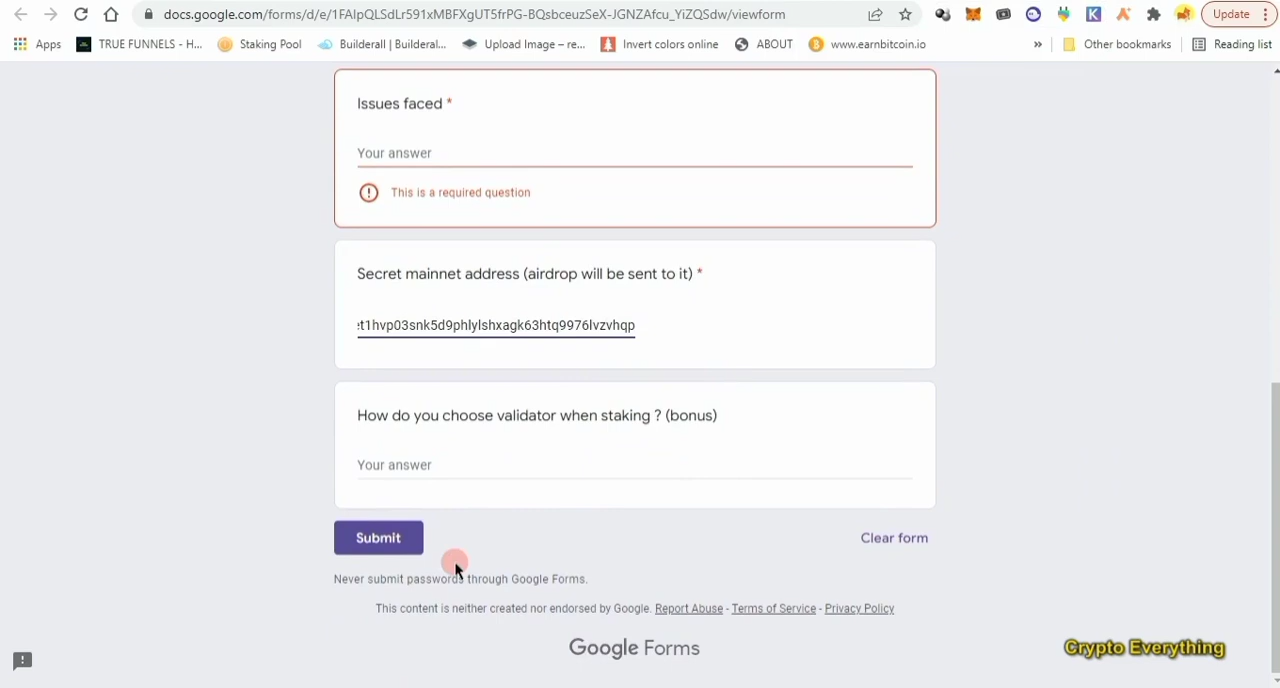 docs.google.com/forms/d/e/1FAIpQLSdLr591xMBFXgUT5frPG-BQsbceuzSeX-JGNZAfcu_YiZQSdw/viewform
Update
Apps
TRUE FUNNELS - H...
Staking Pool
Builderall | Builderal...
Upload Image – re...
Invert colors online
ABOUT
www.earnbitcoin.io
»
Other bookmarks
Reading list
Issues faced *
Your answer
This is a required question
Secret mainnet address (airdrop will be sent to it) *
t1hvp03snk5d9phlylshxagk63htq9976lvzvhqp
How do you choose validator when staking ? (bonus)
Your answer
Submit
Clear form
Never submit passwords through Google Forms.
This content is neither created nor endorsed by Google. Report Abuse - Terms of Service - Privacy Policy
Google Forms
Crypto Everything